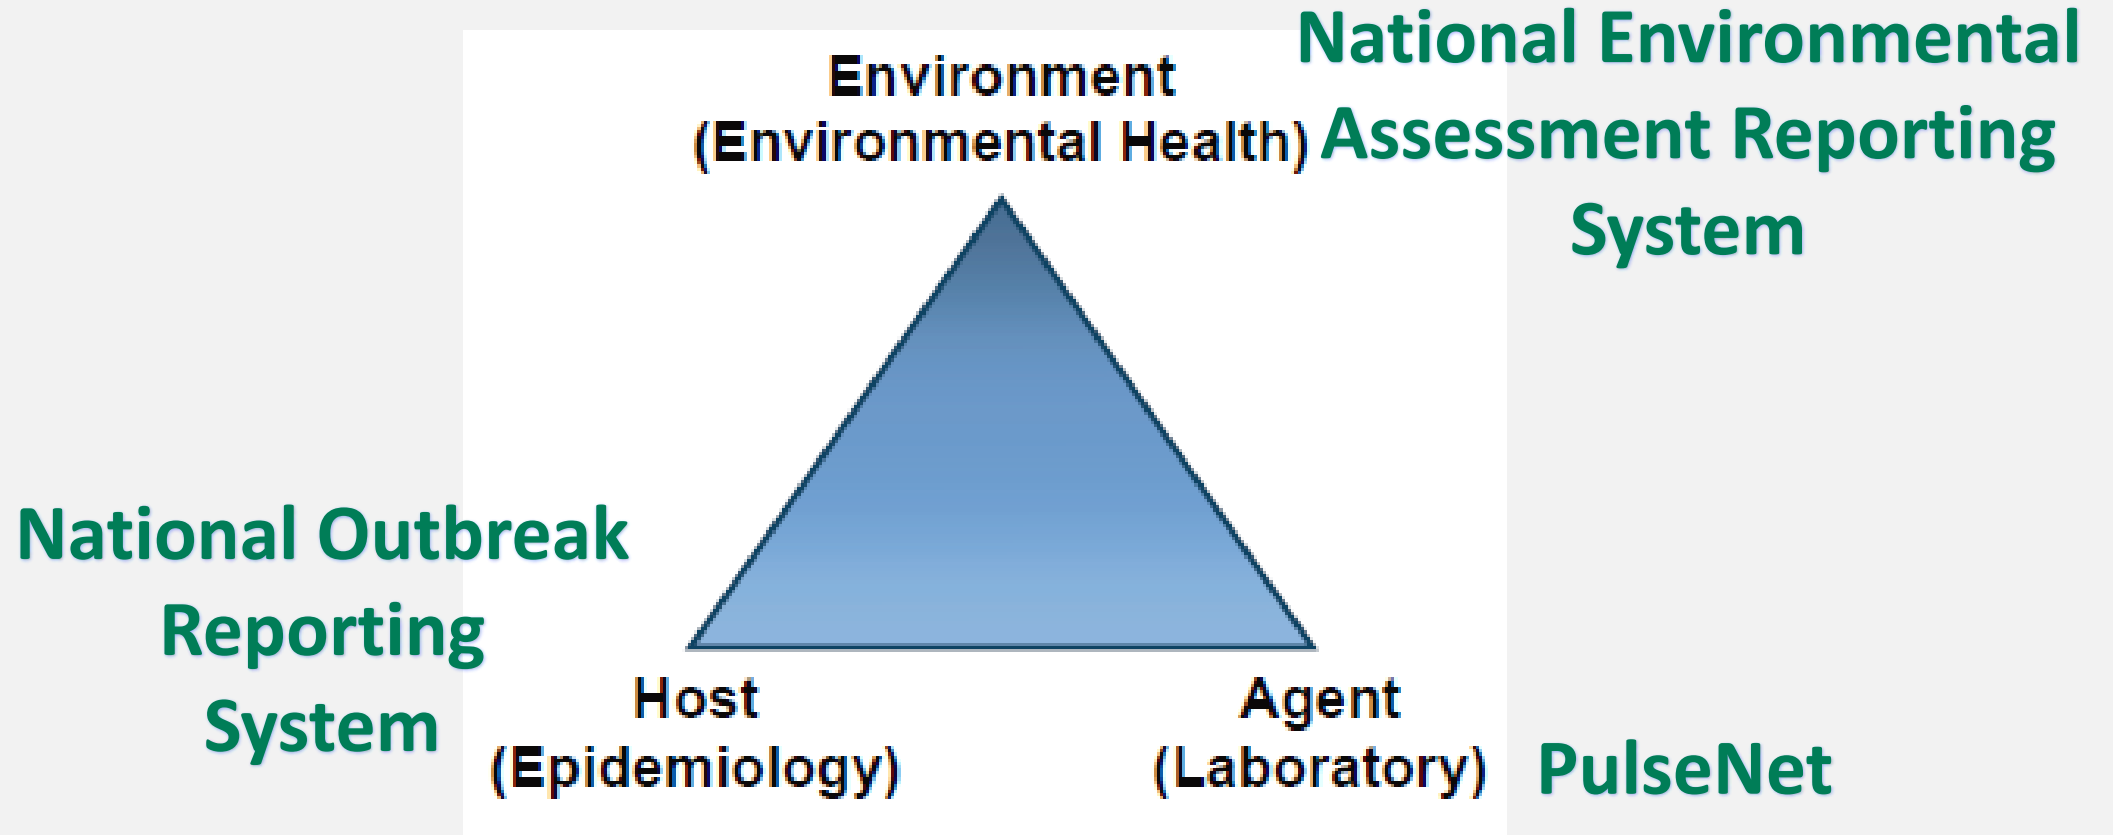 Environment
(Environmental Health)
National Environmental
Assessment Reporting
System
National Outbreak
Reporting
System
Host
(Epidemiology)
Agent
(Laboratory)
PulseNet